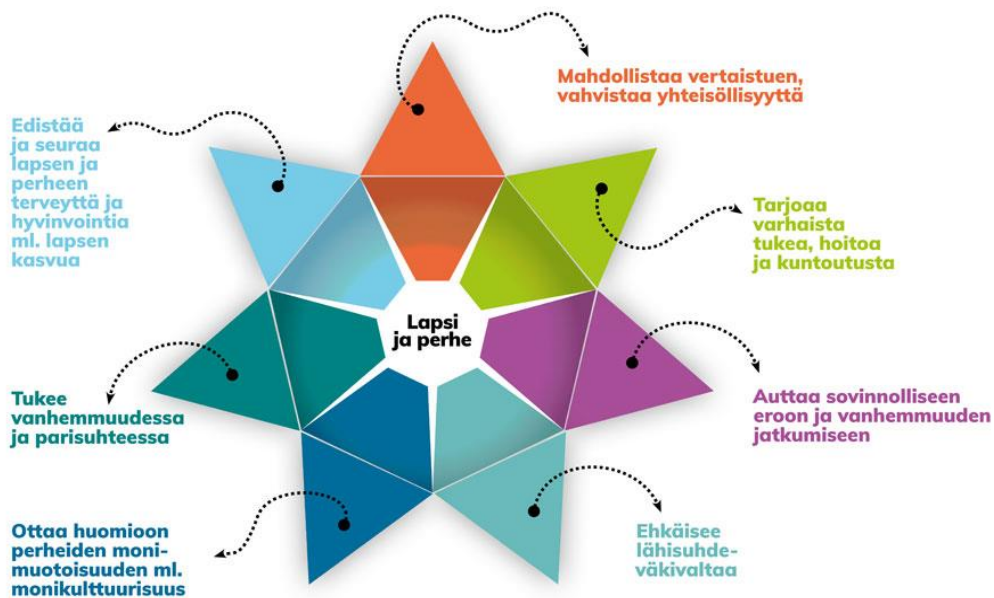 Mahdollistaa vertaistuen,
vahvistaa yhteisöllisyyttä
Tarjoaa
varhaista
tukea, hoitoa
ja kuntoutusta
Auttaa sovinnolliseen
eroon ja vanhemmuuden
jatkumiseen
Ehkäisee
lähisuhde-
väkivaltaa
Ottaa huomioon
perheiden moni-
muotoisuuden ml.
monikulttuurisuus
Tukee
vanhemmuudessa
ja parisuhteessa
Edistää
ja seuraa
lapsen ja
perheen
terveyttä ja
hyvinvointia
ml. lapsen
kasvua
Lapsi
ja perhe